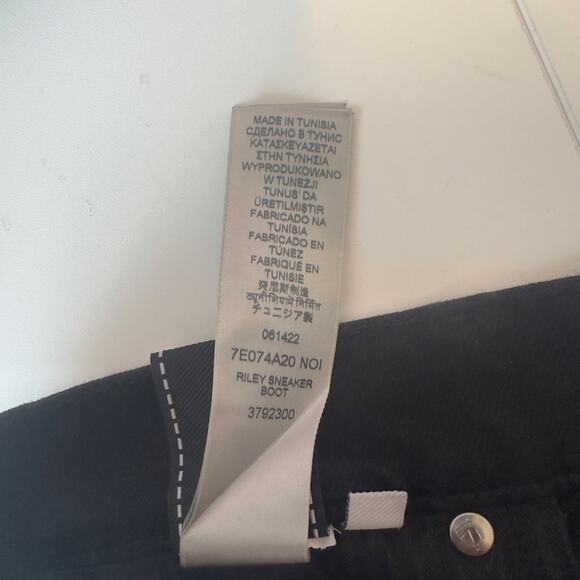 MADE IN TUNISIA
СДЕЛАНО В ТУНИС
ΚΑΤΑΣΚΕΥΑΖΕΤΑΙ
ΣΤΗΝ ΤΥΝΗΣΙΑ
WYPRODUKOWANO
W TUNEZJI
TUNUS' DA
ÜRETILMIŞTIR
FABRICADO NA
TUNÍSIA
FABRICADO EN
TÚNEZ
FABRIQUÉ EN
TUNISIE
突尼斯制造
ट्यूनीशिया में निर्मित
チュニジア製
061422
7E074A20 NOI
RILEY SNEAKER
BOOT
3792300